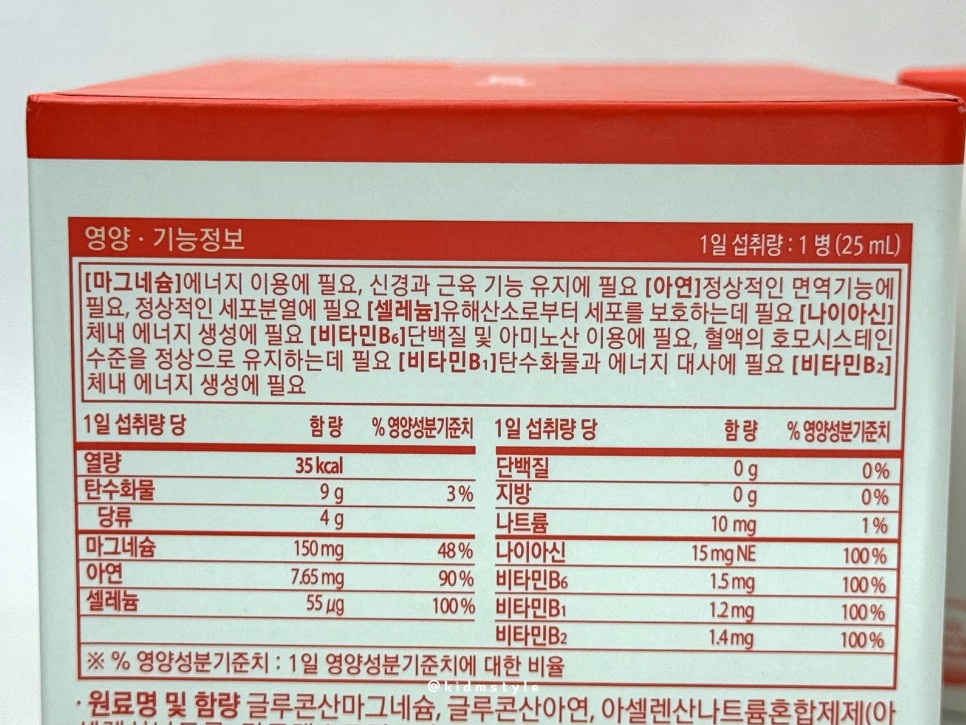 영양 · 기능정보 1일 섭취량 : 1 병 (25 mL)
[마그네슘]에너지 이용에 필요, 신경과 근육 기능 유지에 필요 [아연]정상적인 면역기능에
필요, 정상적인 세포분열에 필요 [셀레늄]유해산소로부터 세포를 보호하는데 필요 [나이아신]
체내 에너지 생성에 필요 [비타민B₆]단백질 및 아미노산 이용에 필요, 혈액의 호모시스테인
수준을 정상으로 유지하는데 필요 [비타민B₁]탄수화물과 에너지 대사에 필요 [비타민B₂]
체내 에너지 생성에 필요
1일 섭취량 당 함 량 % 영양성분기준치 1일 섭취량 당 함 량 % 영양성분기준치
열량 35 kcal 단백질 0 g 0 %
탄수화물 9 g 3 % 지방 0 g 0 %
당류 4 g 나트륨 10 mg 1 %
마그네슘 150 mg 48 % 나이아신 15 mg NE 100 %
아연 7.65 mg 90 % 비타민B₆ 1.5 mg 100 %
셀레늄 55 µg 100 % 비타민B₁ 1.2 mg 100 %
비타민B₂ 1.4 mg 100 %
※ % 영양성분기준치 : 1일 영양성분기준치에 대한 비율
@kidmstyle
· 원료명 및 함량 글루콘산마그네슘, 글루콘산아연, 아셀렌산나트륨혼합제제(아